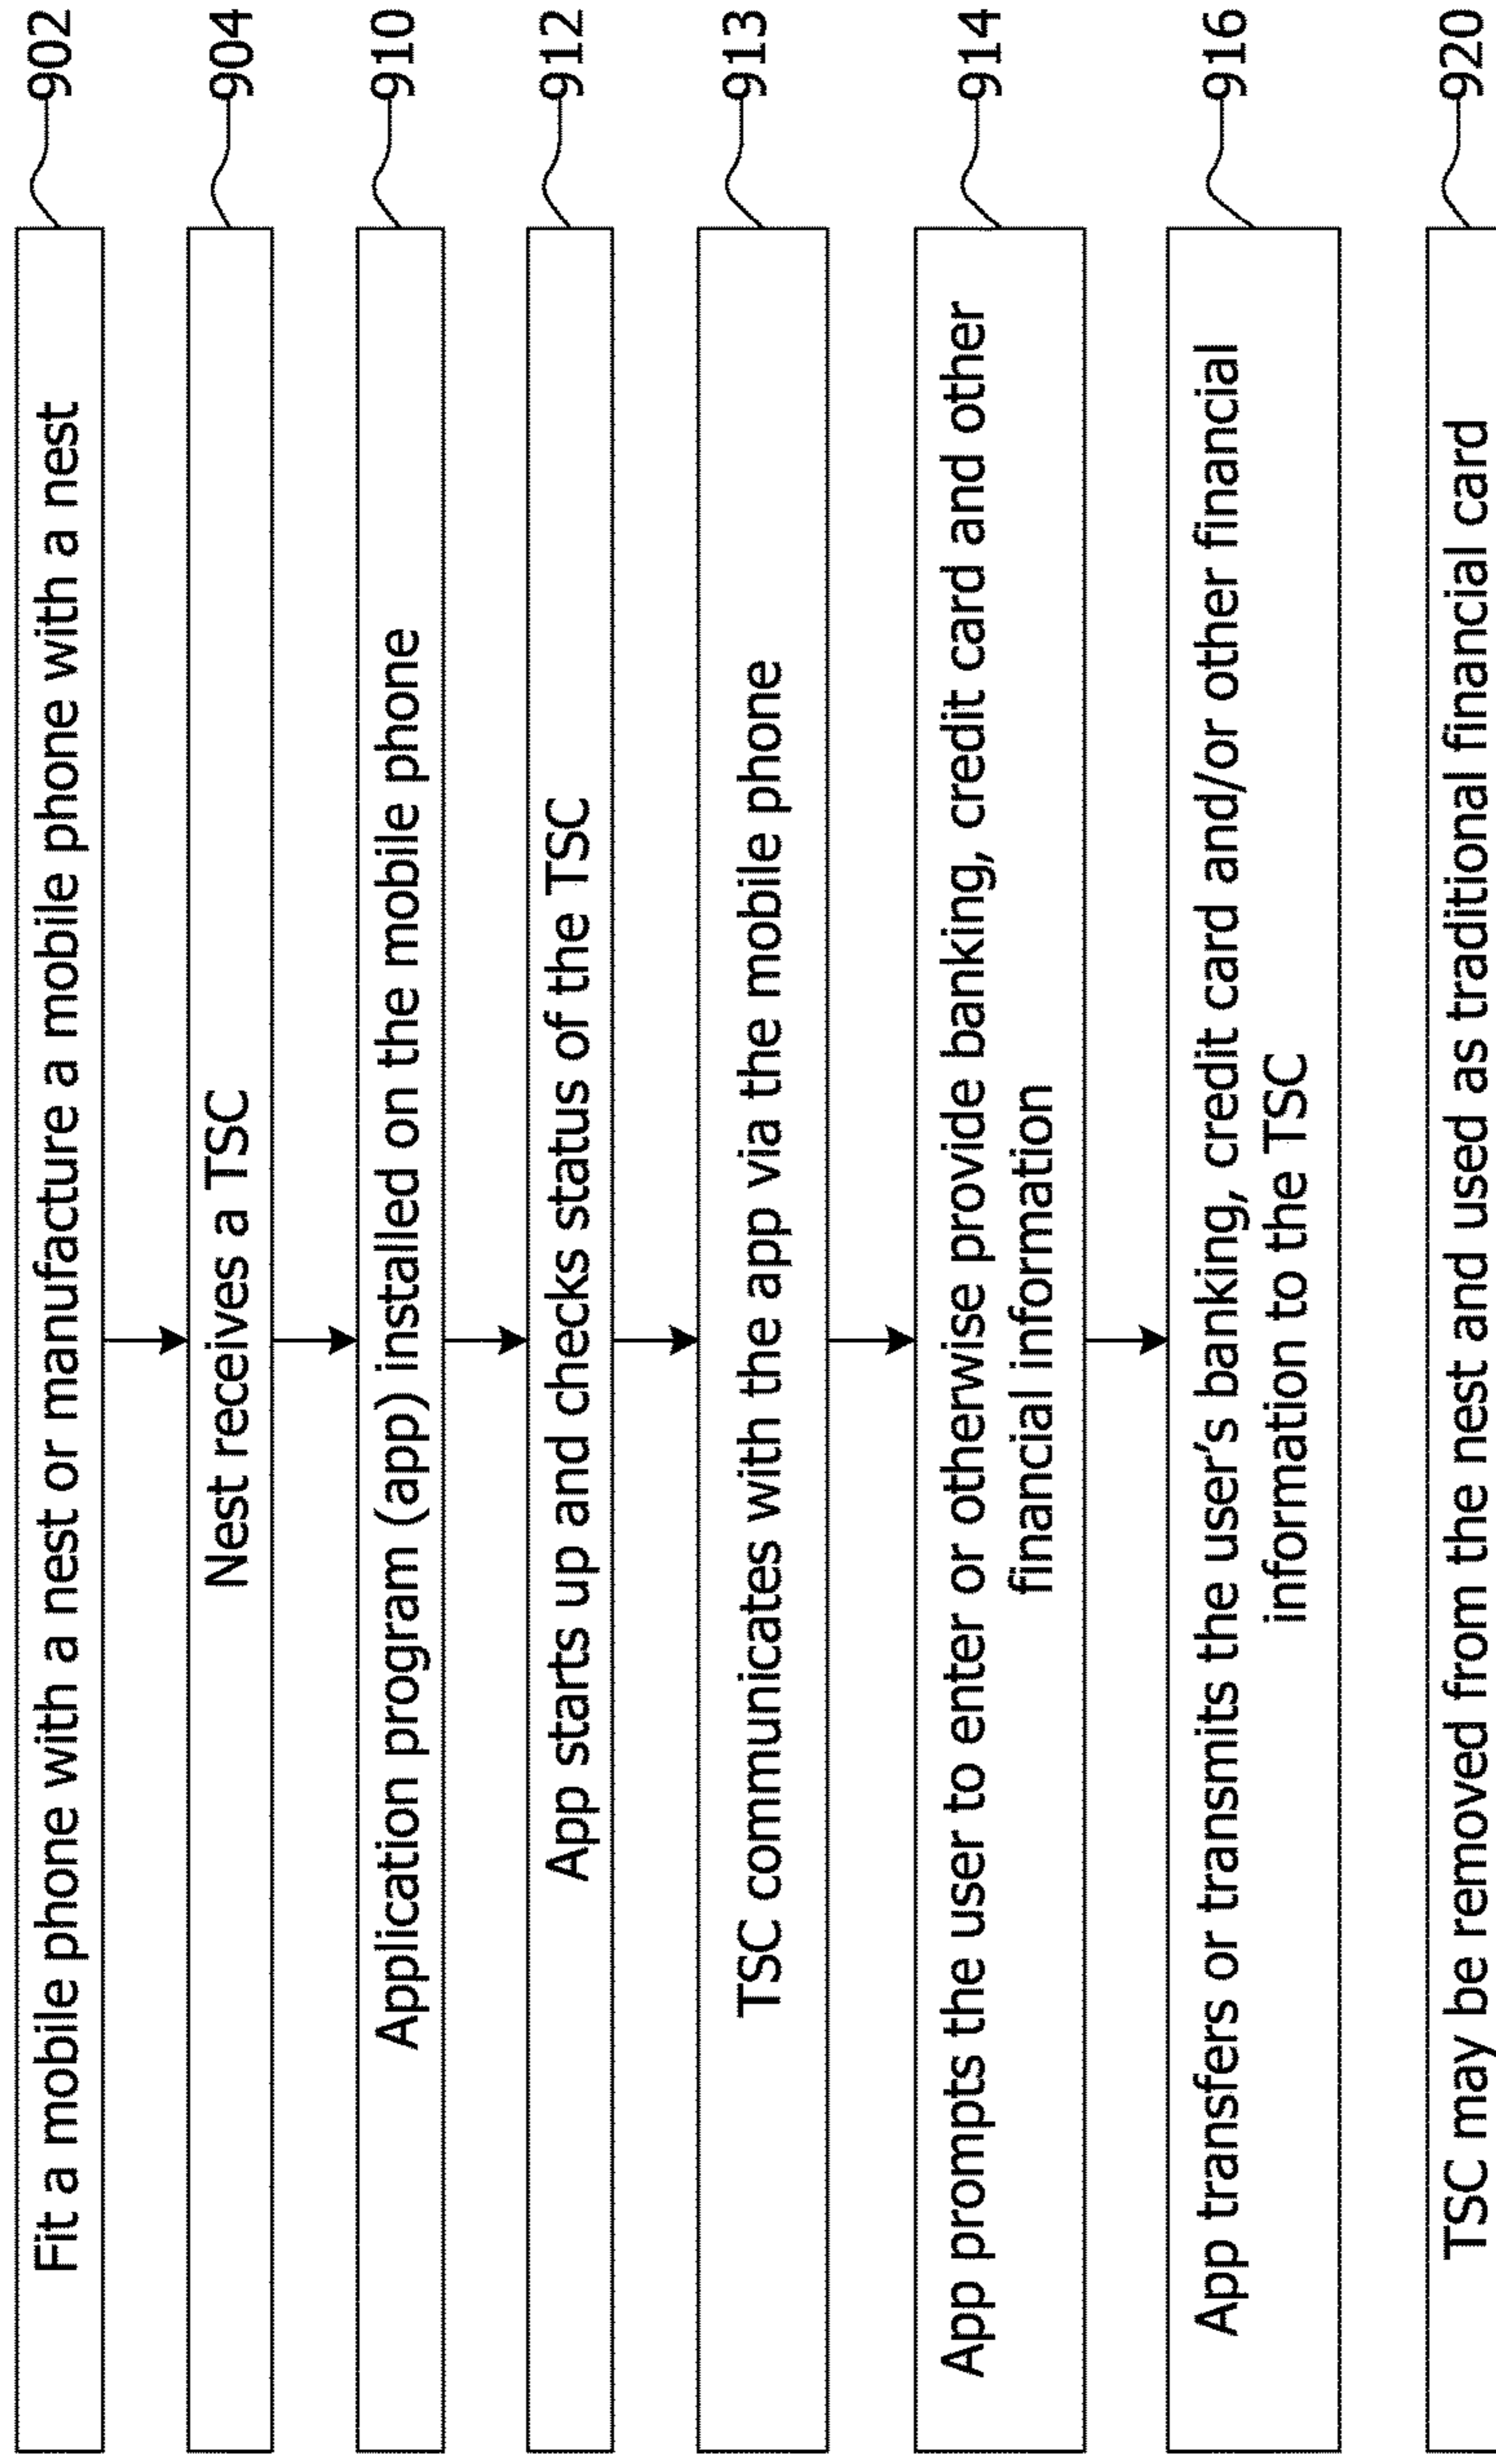 Fit a mobile phone with a nest or manufacture a mobile phone with a nest
902
Nest receives a TSC
904
Application program (app) installed on the mobile phone
910
App starts up and checks status of the TSC
912
TSC communicates with the app via the mobile phone
913
App prompts the user to enter or otherwise provide banking, credit card and other
financial information
914
App transfers or transmits the user's banking, credit card and/or other financial
information to the TSC
916
TSC may be removed from the nest and used as traditional financial card
920